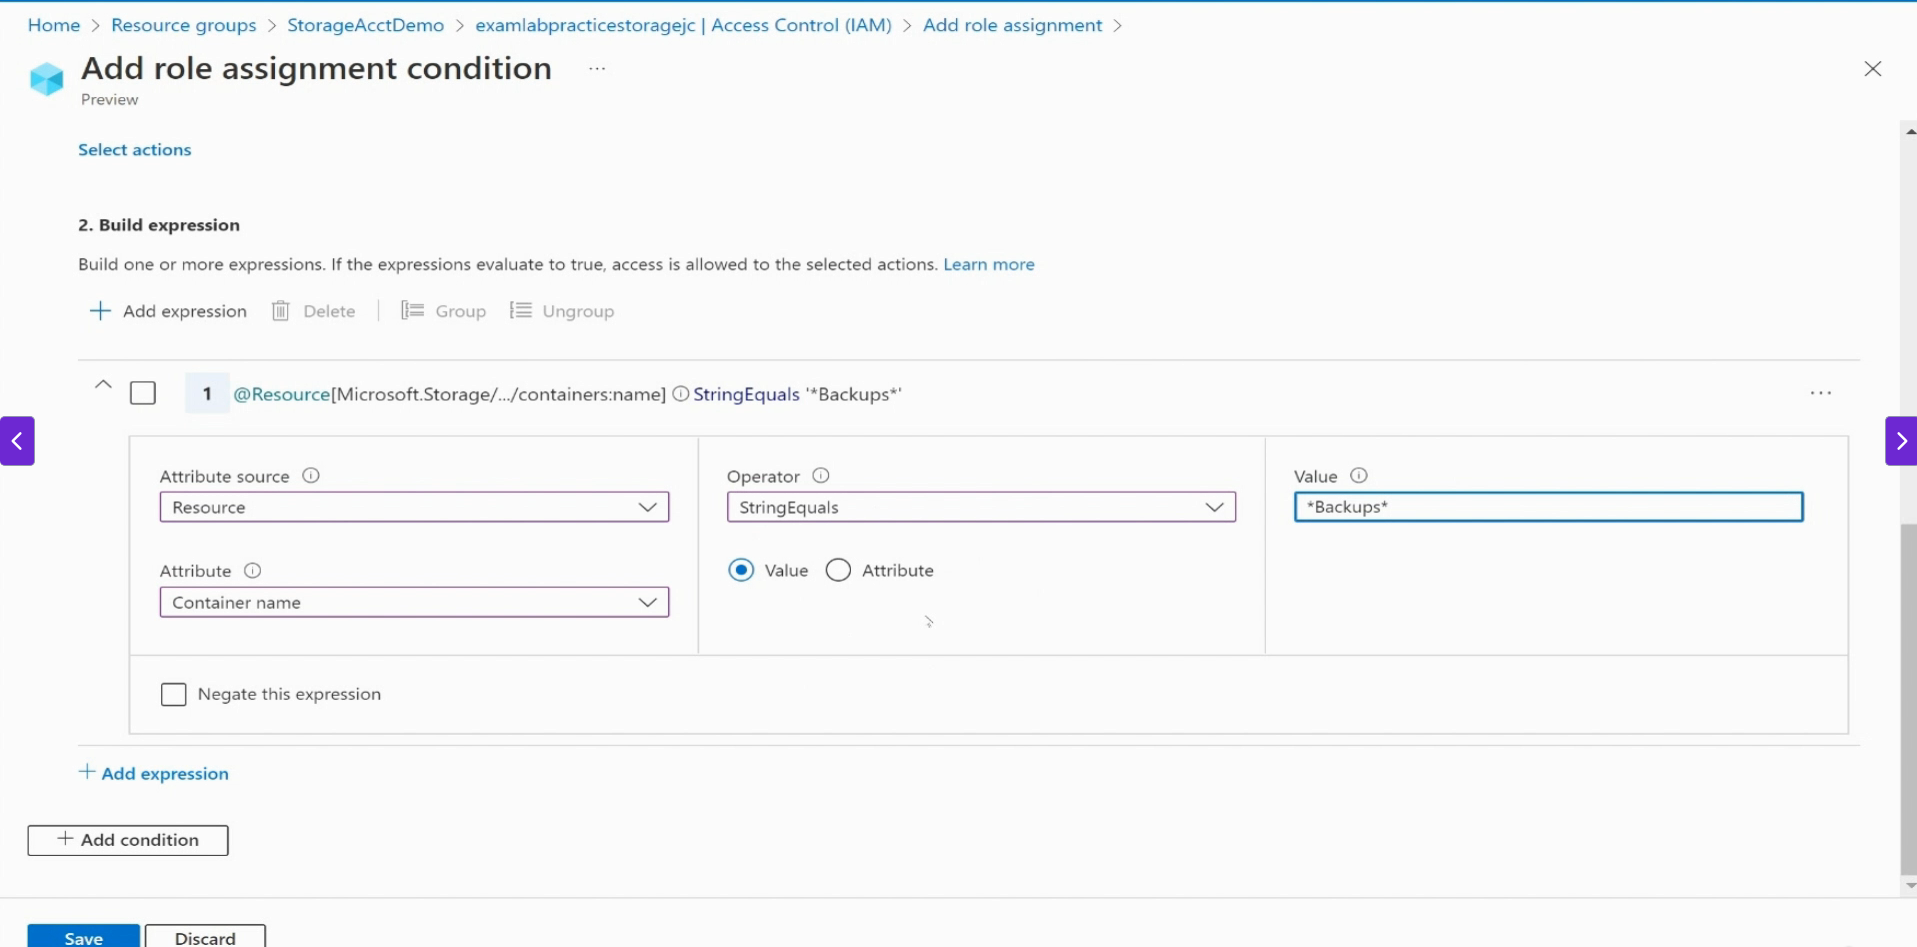 Home > Resource groups > StorageAcctDemo > examlabpracticestoragejc | Access Control (IAM) > Add role assignment >
Add role assignment condition ...
Preview
Select actions
2. Build expression
Build one or more expressions. If the expressions evaluate to true, access is allowed to the selected actions. Learn more
+ Add expression Delete | Group Ungroup
1 @Resource[Microsoft.Storage/.../containers:name] StringEquals '*Backups*' ...
Attribute source Operator Value
Resource StringEquals *Backups*
Attribute Value Attribute
Container name
Negate this expression
+ Add expression
+ Add condition
Save Discard